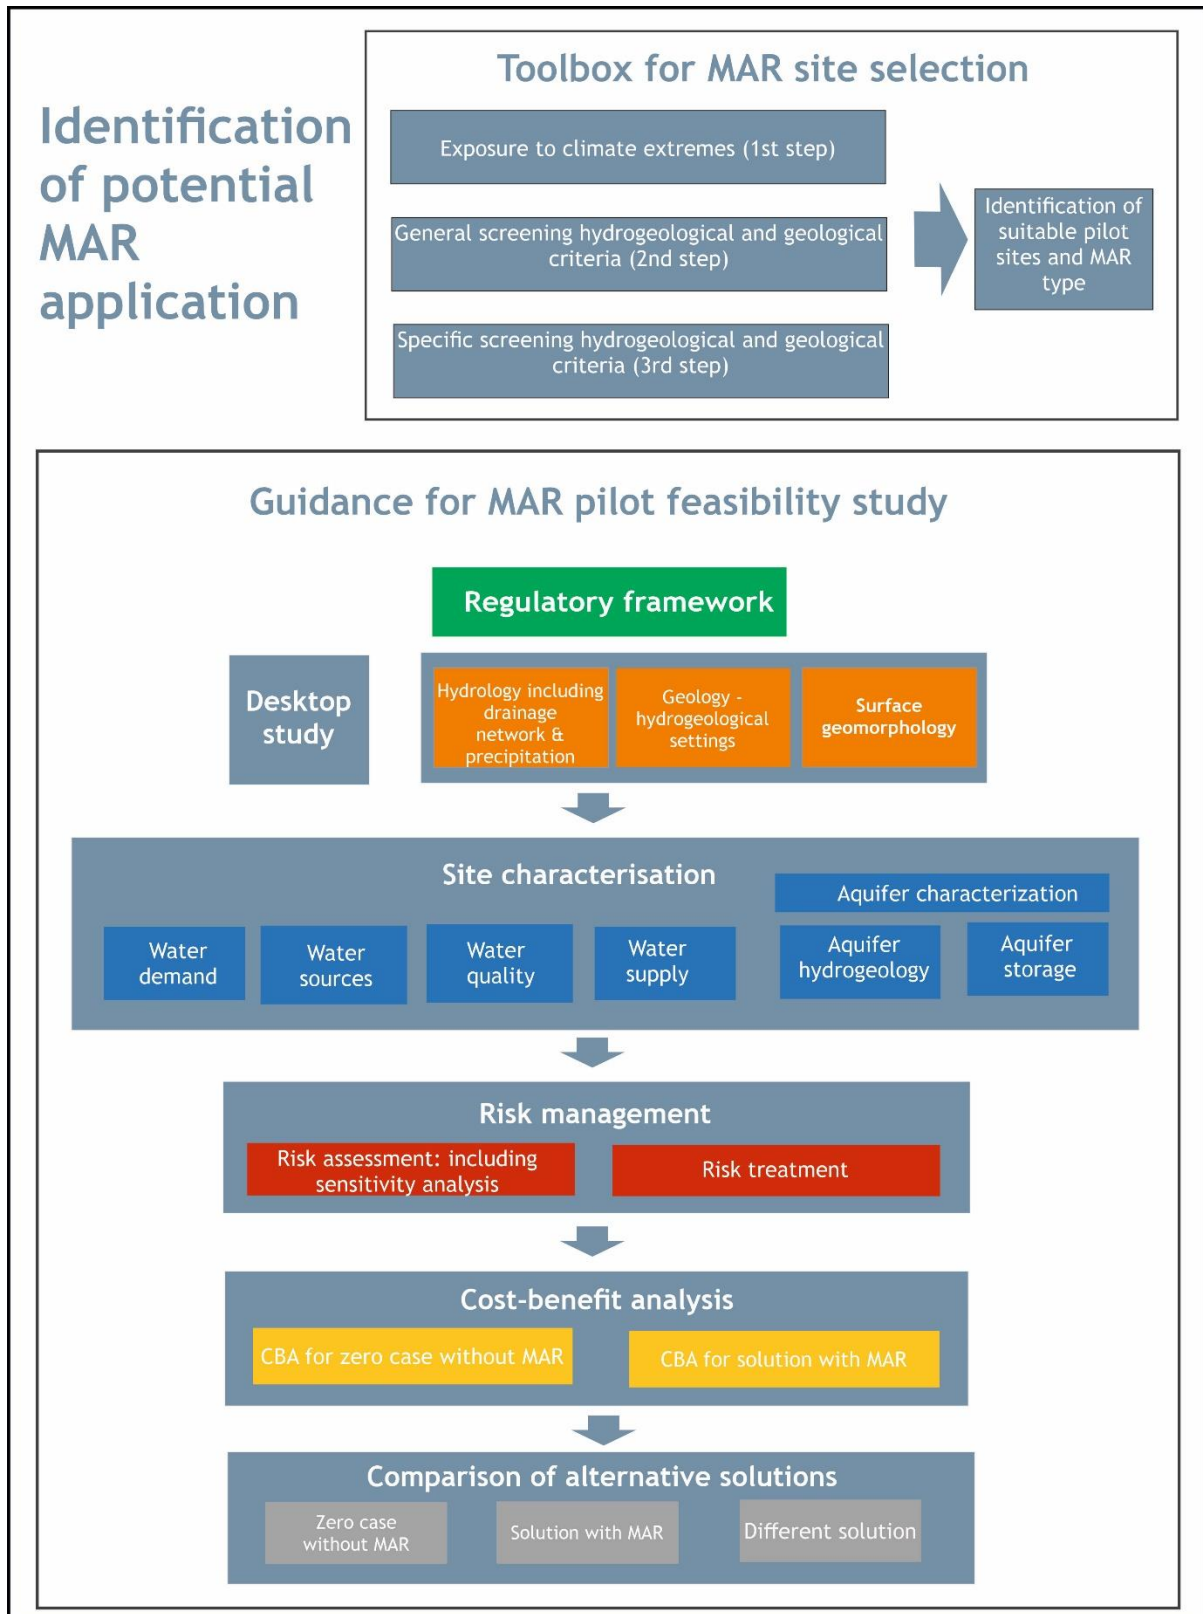 Identification
of potential
MAR
application
Toolbox for MAR site selection
Exposure to climate extremes (1st step)
General screening hydrogeological and geological
criteria (2nd step)
Specific screening hydrogeological and geological
criteria (3rd step)
Identification of
suitable pilot
sites and MAR
type
Guidance for MAR pilot feasibility study
Regulatory framework
Desktop
study
Hydrology including
drainage
network &
precipitation
Geology -
hydrogeological
settings
Surface
geomorphology
Site characterisation
Aquifer characterization
Water
demand
Water
sources
Water
quality
Water
supply
Aquifer
hydrogeology
Aquifer
storage
Risk management
Risk assessment: including
sensitivity analysis
Risk treatment
Cost-benefit analysis
CBA for zero case without MAR
CBA for solution with MAR
Comparison of alternative solutions
Zero case
without MAR
Solution with MAR
Different solution